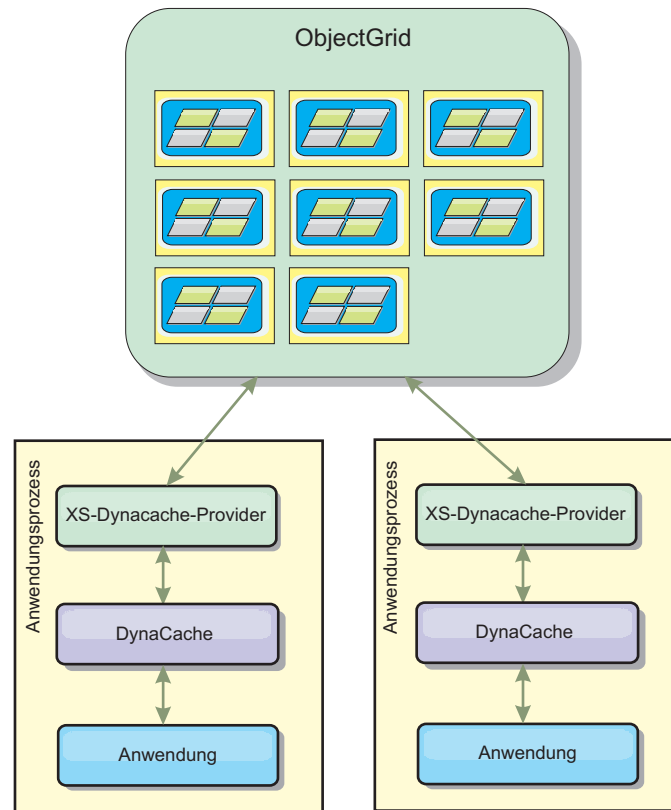 ObjectGrid
Anwendungsprozess
XS-Dynacache-Provider
DynaCache
Anwendung
Anwendungsprozess
XS-Dynacache-Provider
DynaCache
Anwendung